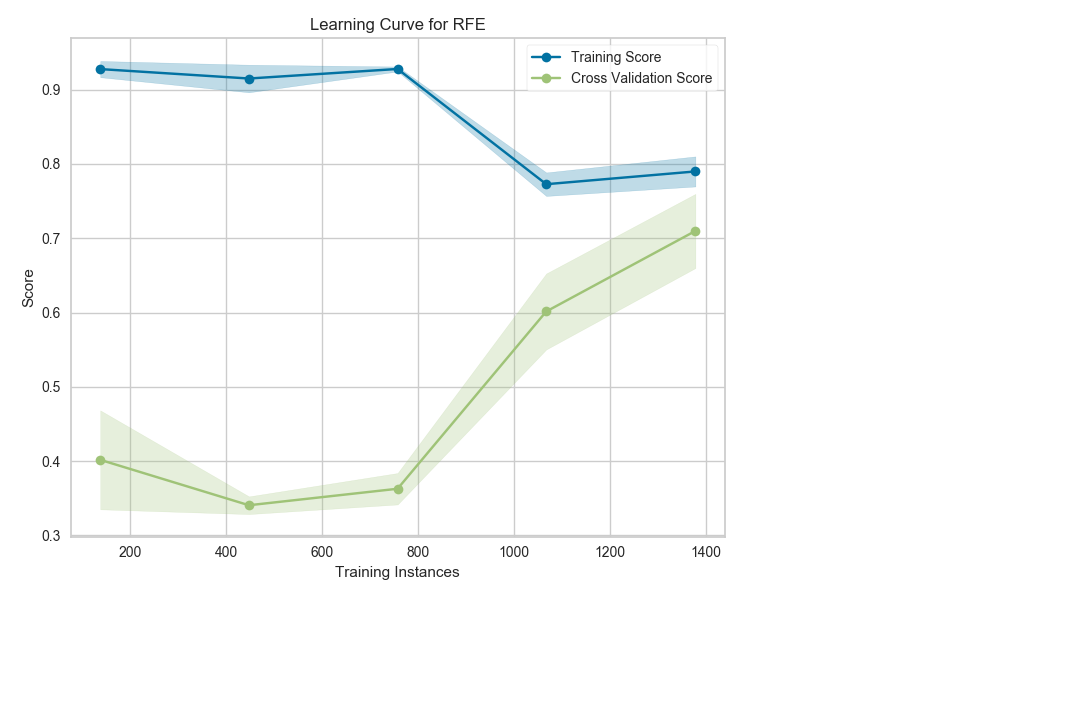 Learning Curve for RFE
Training Score
Cross Validation Score
0.9
0.8
0.7
0.6
0.5
0.4
0.3
Score
200 400 600 800 1000 1200 1400
Training Instances